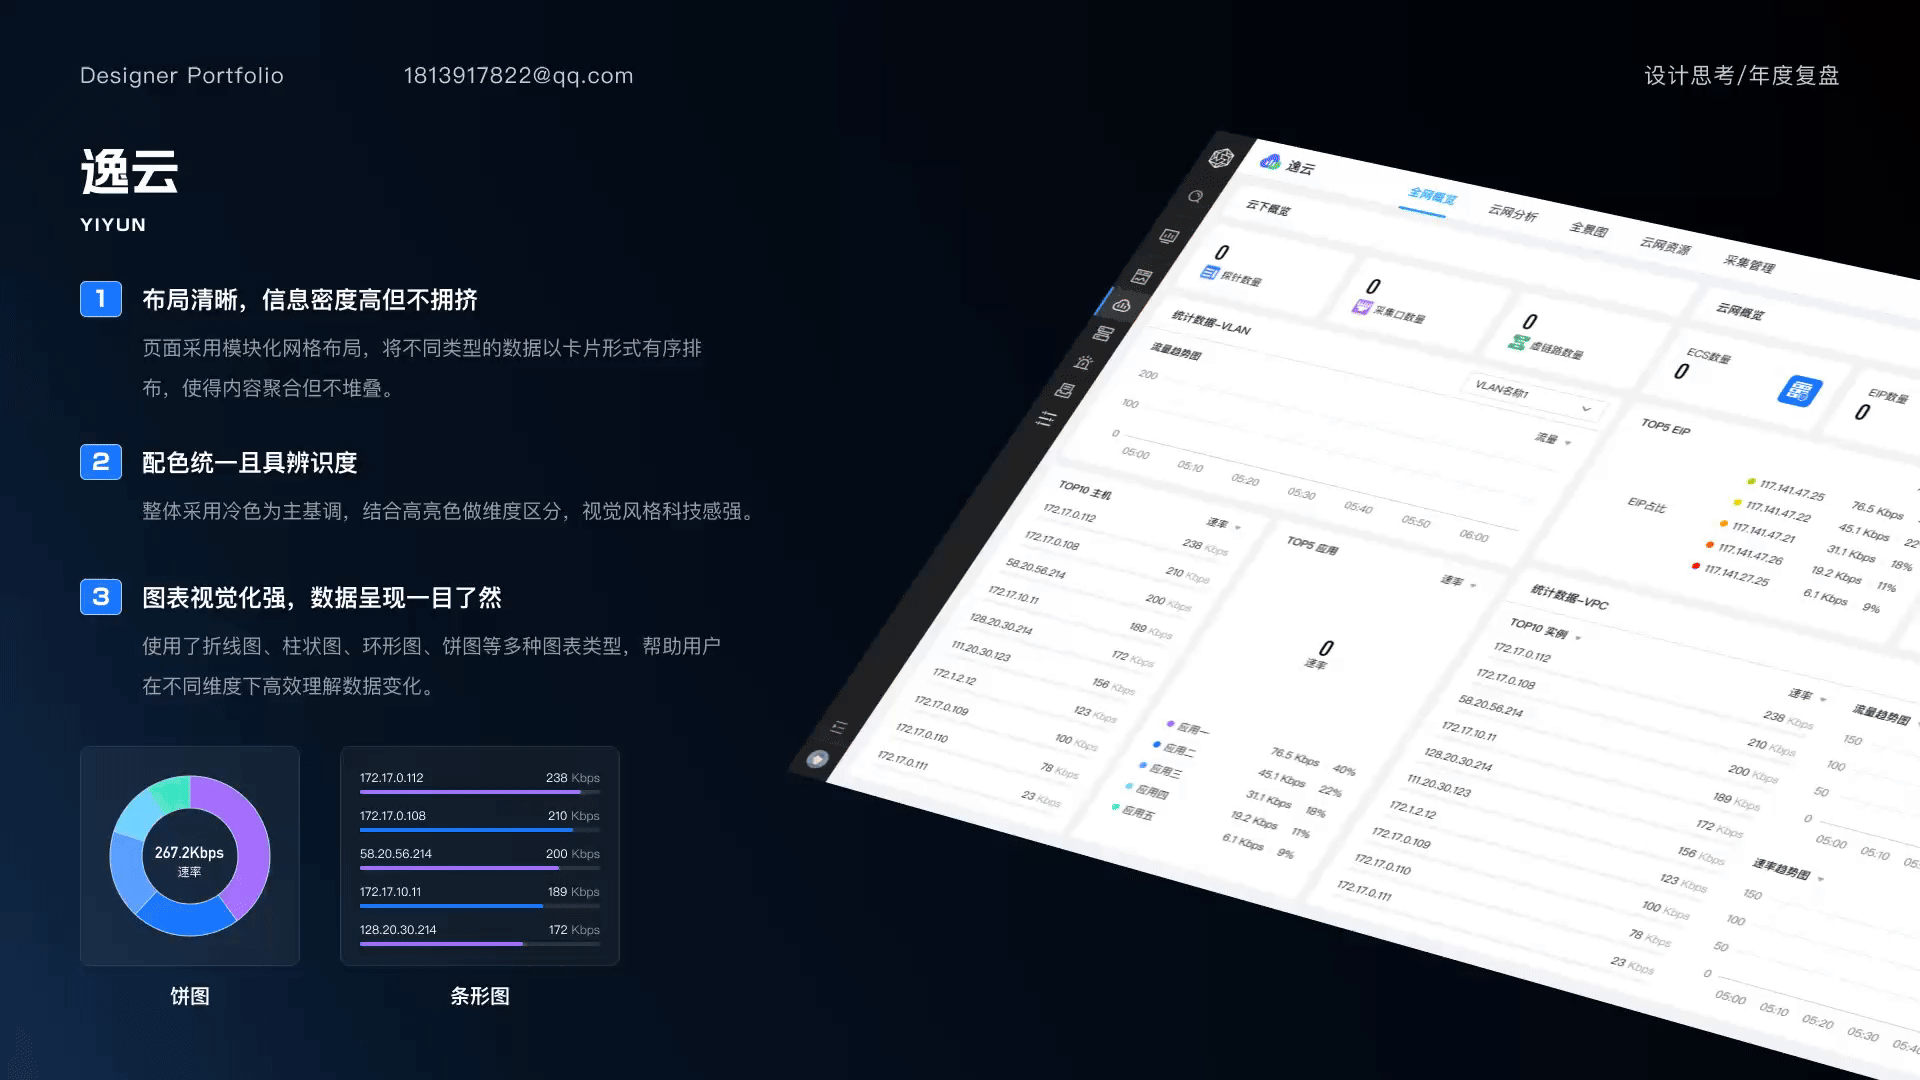 Designer Portfolio
1813917822@qq.com
设计思考/年度复盘
逸云
YIYUN
1
布局清晰，信息密度高但不拥挤
页面采用模块化网格布局，将不同类型的数据以卡片形式有序排
布，使得内容聚合但不堆叠。
2
配色统一且具辨识度
整体采用冷色为主基调，结合高亮色做维度区分，视觉风格科技感强。
3
图表视觉化强，数据呈现一目了然
使用了折线图、柱状图、环形图、饼图等多种图表类型，帮助用户
在不同维度下高效理解数据变化。
267.2Kbps
速率
饼图
172.17.0.112 238 Kbps
172.17.0.108 210 Kbps
58.20.56.214 200 Kbps
172.17.10.11 189 Kbps
128.20.30.214 172 Kbps
条形图
逸云
全网概览 云网分析 全景图 云网资源 采集管理
云下概览
0
探针数量
0
采集口数量
0
虚链路数量
统计数据-VLAN
流量趋势图
VLAN名称1
流量
200
100
0
05:00 05:10 05:20 05:30 05:40 05:50 06:00
TOP10 主机
速率
172.17.0.112 238 Kbps
172.17.0.108 210 Kbps
58.20.56.214 200 Kbps
172.17.10.11 189 Kbps
128.20.30.214 172 Kbps
111.20.30.123 156 Kbps
172.1.2.12 123 Kbps
172.17.0.109 100 Kbps
172.17.0.110 78 Kbps
172.17.0.111 23 Kbps
TOP5 应用
速率
0
速率
应用一 76.5 Kbps 40%
应用二 45.1 Kbps 22%
应用三 31.1 Kbps 18%
应用四 19.2 Kbps 11%
应用五 6.1 Kbps 9%
云网概览
ECS数量
0
EIP数量
0
TOP5 EIP
EIP占比
117.141.47.25 76.5 Kbps
117.141.47.22 45.1 Kbps 22
117.141.47.21 31.1 Kbps 18%
117.141.47.26 19.2 Kbps 11%
117.141.27.25 6.1 Kbps 9%
统计数据-VPC
TOP10 实例
速率
172.17.0.112 238 Kbps
172.17.0.108 210 Kbps
58.20.56.214 200 Kbps
172.17.10.11 189 Kbps
128.20.30.214 172 Kbps
111.20.30.123 156 Kbps
172.1.2.12 123 Kbps
172.17.0.109 100 Kbps
172.17.0.110 78 Kbps
172.17.0.111 23 Kbps
流量趋势图
150
100
50
0
05:00 05:10 05:
速率趋势图
150
100
50
0
05:00 05:10 05:20 05:30 05:40